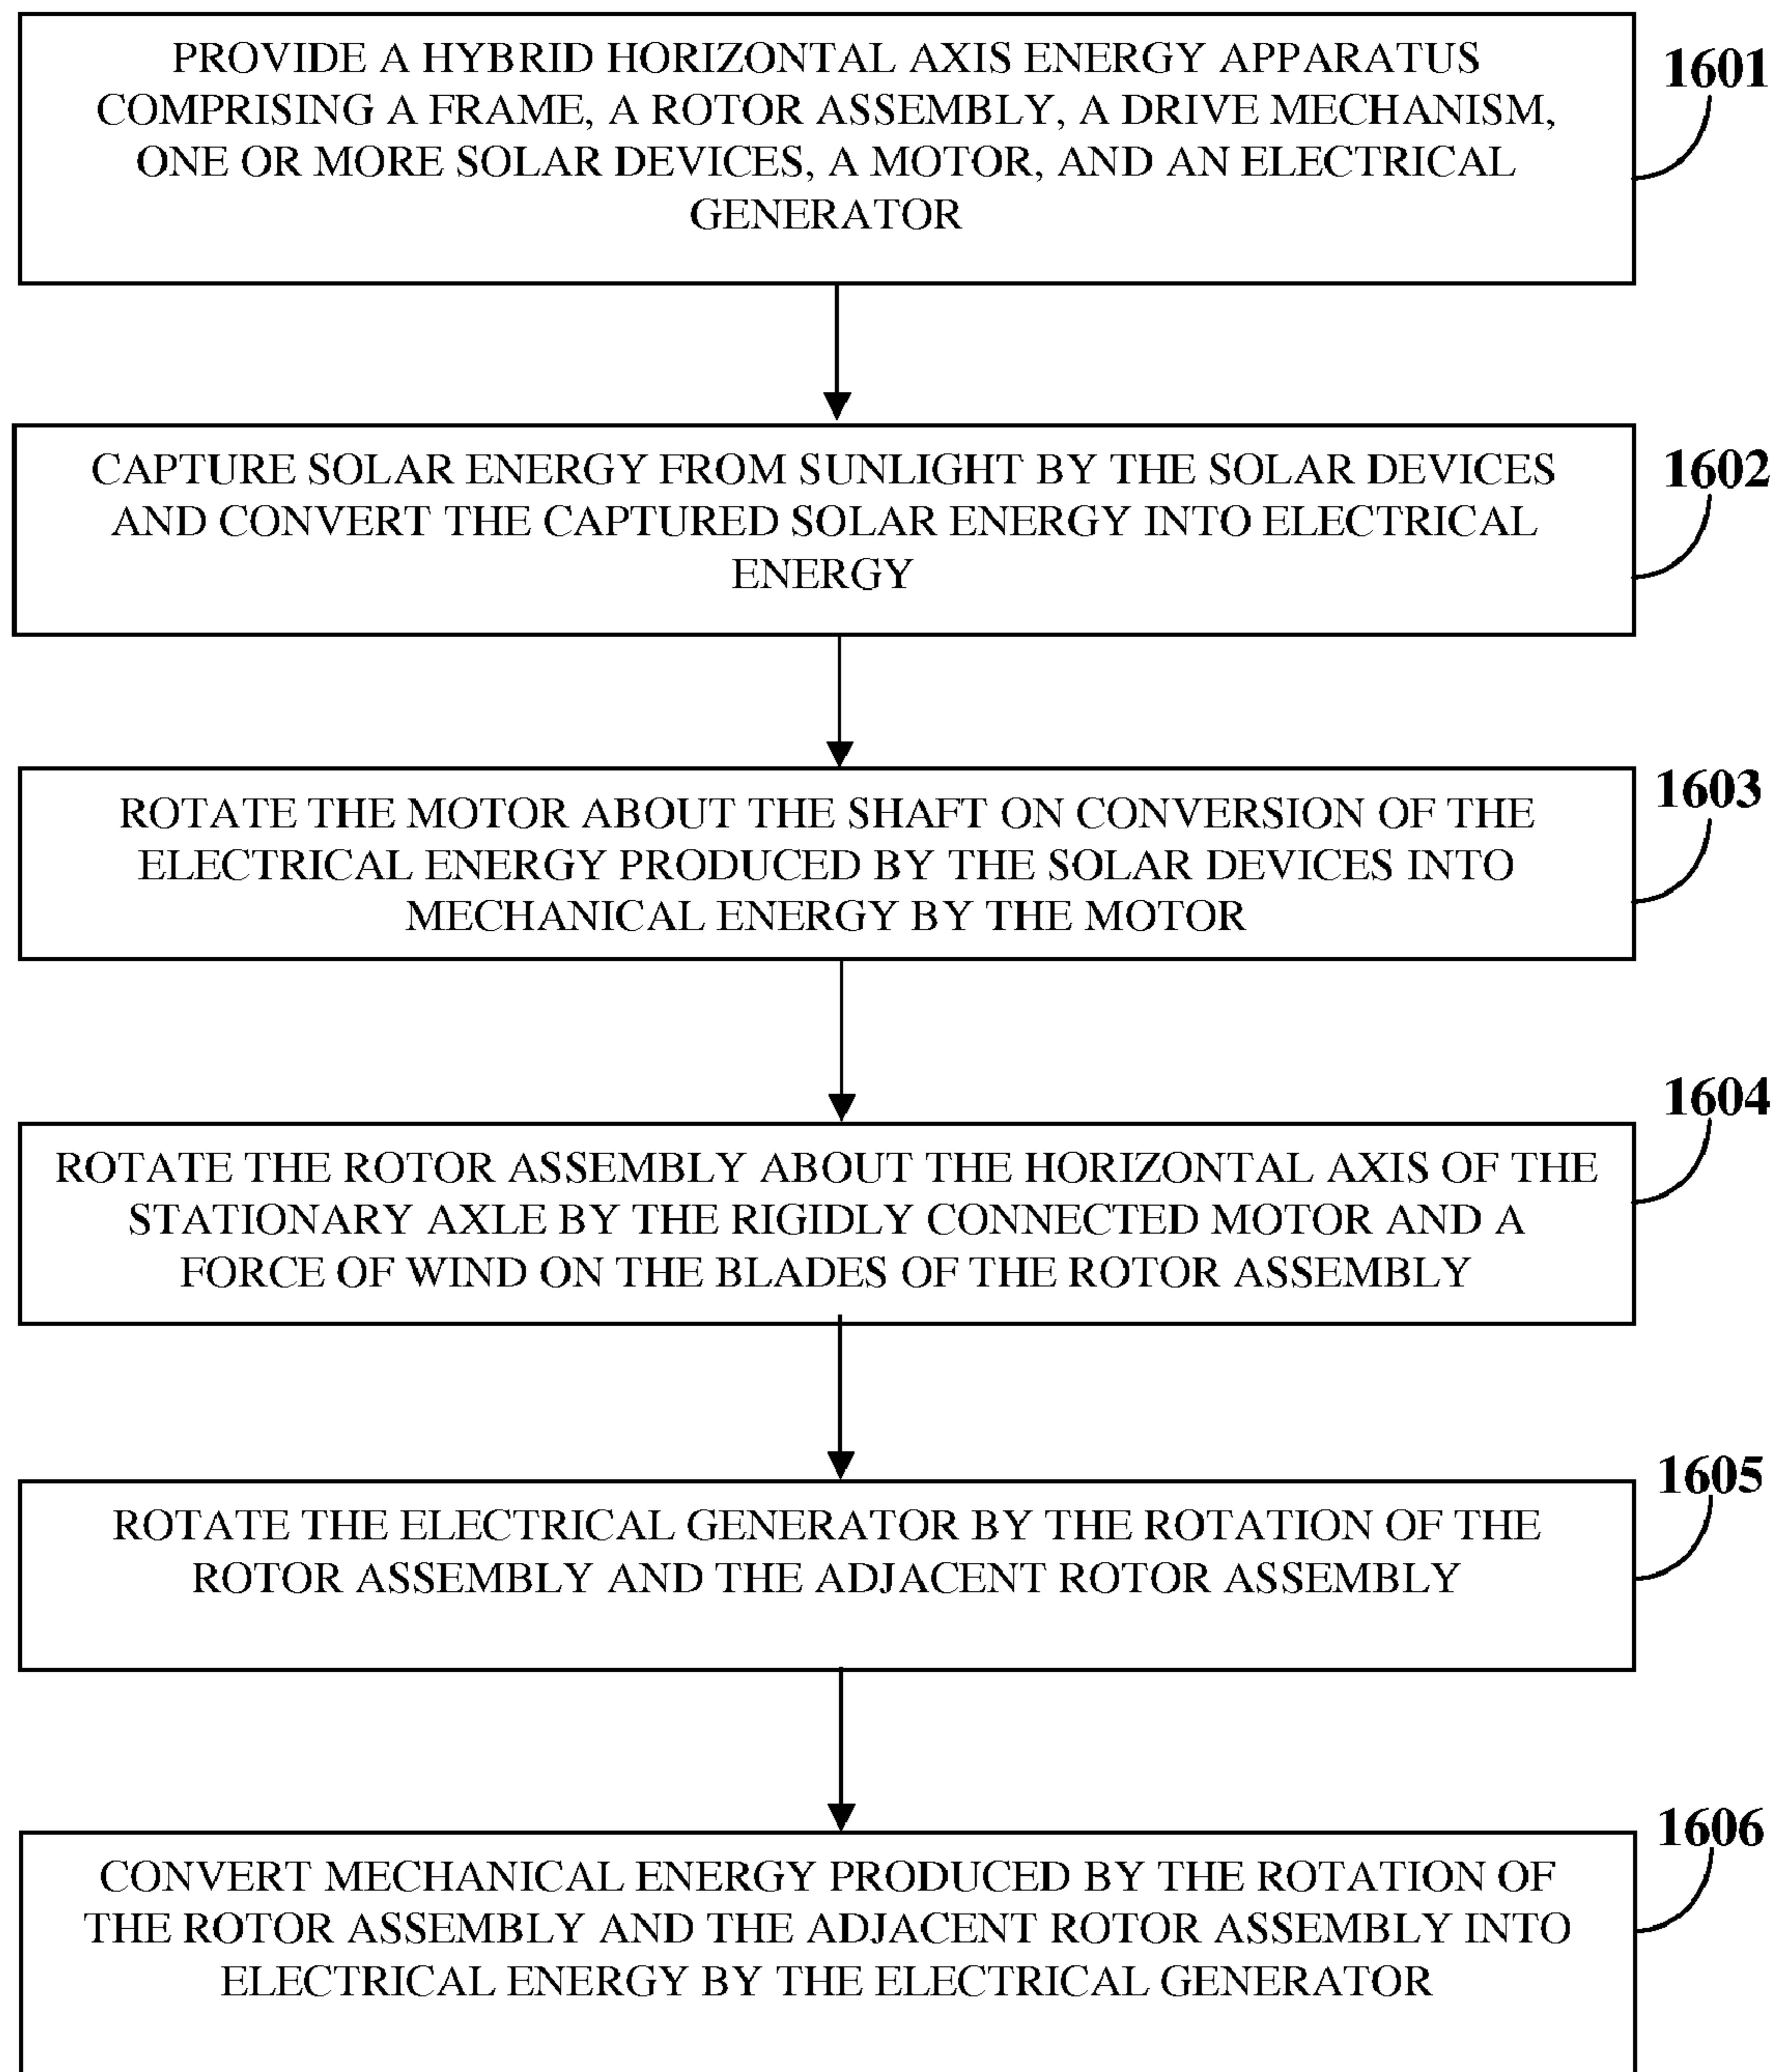 PROVIDE A HYBRID HORIZONTAL AXIS ENERGY APPARATUS
COMPRISING A FRAME, A ROTOR ASSEMBLY, A DRIVE MECHANISM,
ONE OR MORE SOLAR DEVICES, A MOTOR, AND AN ELECTRICAL
GENERATOR
1601
CAPTURE SOLAR ENERGY FROM SUNLIGHT BY THE SOLAR DEVICES
AND CONVERT THE CAPTURED SOLAR ENERGY INTO ELECTRICAL
ENERGY
1602
ROTATE THE MOTOR ABOUT THE SHAFT ON CONVERSION OF THE
ELECTRICAL ENERGY PRODUCED BY THE SOLAR DEVICES INTO
MECHANICAL ENERGY BY THE MOTOR
1603
ROTATE THE ROTOR ASSEMBLY ABOUT THE HORIZONTAL AXIS OF THE
STATIONARY AXLE BY THE RIGIDLY CONNECTED MOTOR AND A
FORCE OF WIND ON THE BLADES OF THE ROTOR ASSEMBLY
1604
ROTATE THE ELECTRICAL GENERATOR BY THE ROTATION OF THE
ROTOR ASSEMBLY AND THE ADJACENT ROTOR ASSEMBLY
1605
CONVERT MECHANICAL ENERGY PRODUCED BY THE ROTATION OF
THE ROTOR ASSEMBLY AND THE ADJACENT ROTOR ASSEMBLY INTO
ELECTRICAL ENERGY BY THE ELECTRICAL GENERATOR
1606